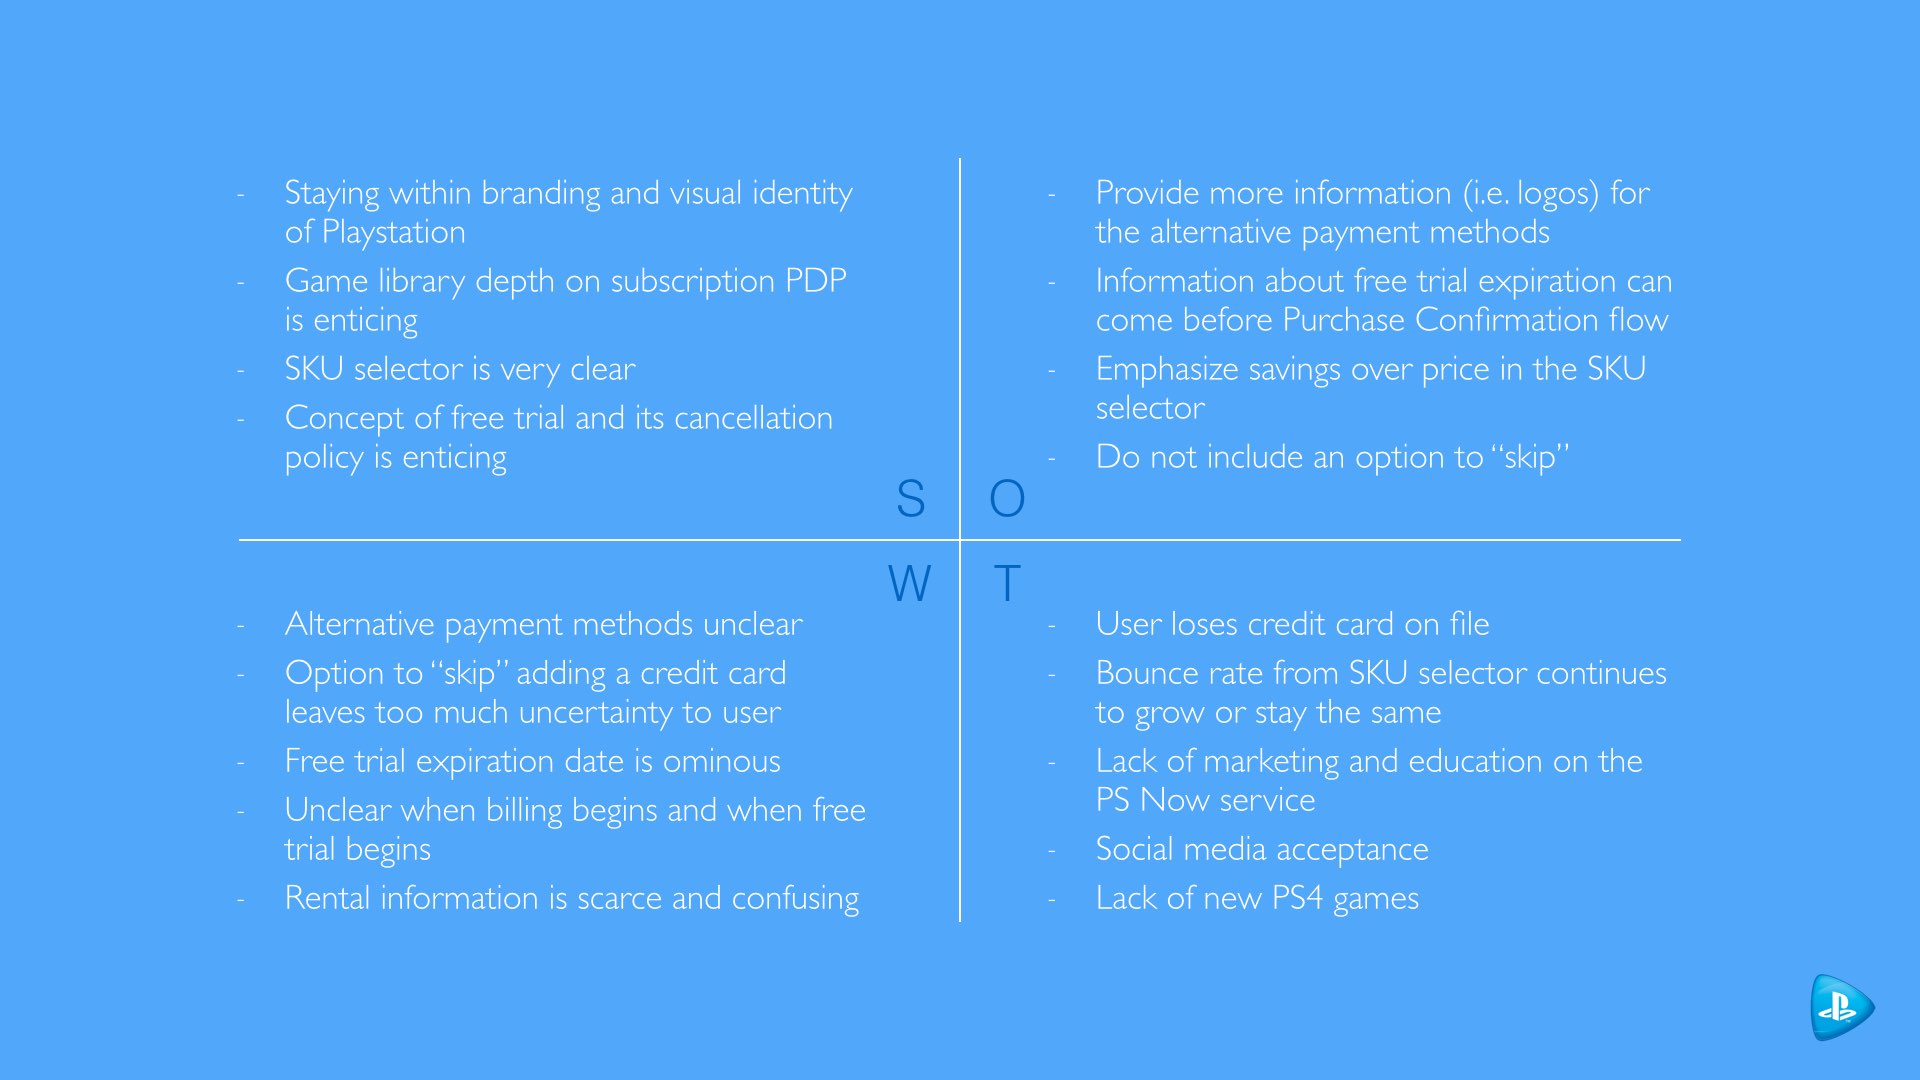 - Staying within branding and visual identity
of Playstation
- Game library depth on subscription PDP
is enticing
- SKU selector is very clear
- Concept of free trial and its cancellation
policy is enticing
S
- Provide more information (i.e. logos) for
the alternative payment methods
- Information about free trial expiration can
come before Purchase Confirmation flow
- Emphasize savings over price in the SKU
selector
- Do not include an option to “skip”
O
W
- Alternative payment methods unclear
- Option to “skip” adding a credit card
leaves too much uncertainty to user
- Free trial expiration date is ominous
- Unclear when billing begins and when free
trial begins
- Rental information is scarce and confusing
T
- User loses credit card on file
- Bounce rate from SKU selector continues
to grow or stay the same
- Lack of marketing and education on the
PS Now service
- Social media acceptance
- Lack of new PS4 games